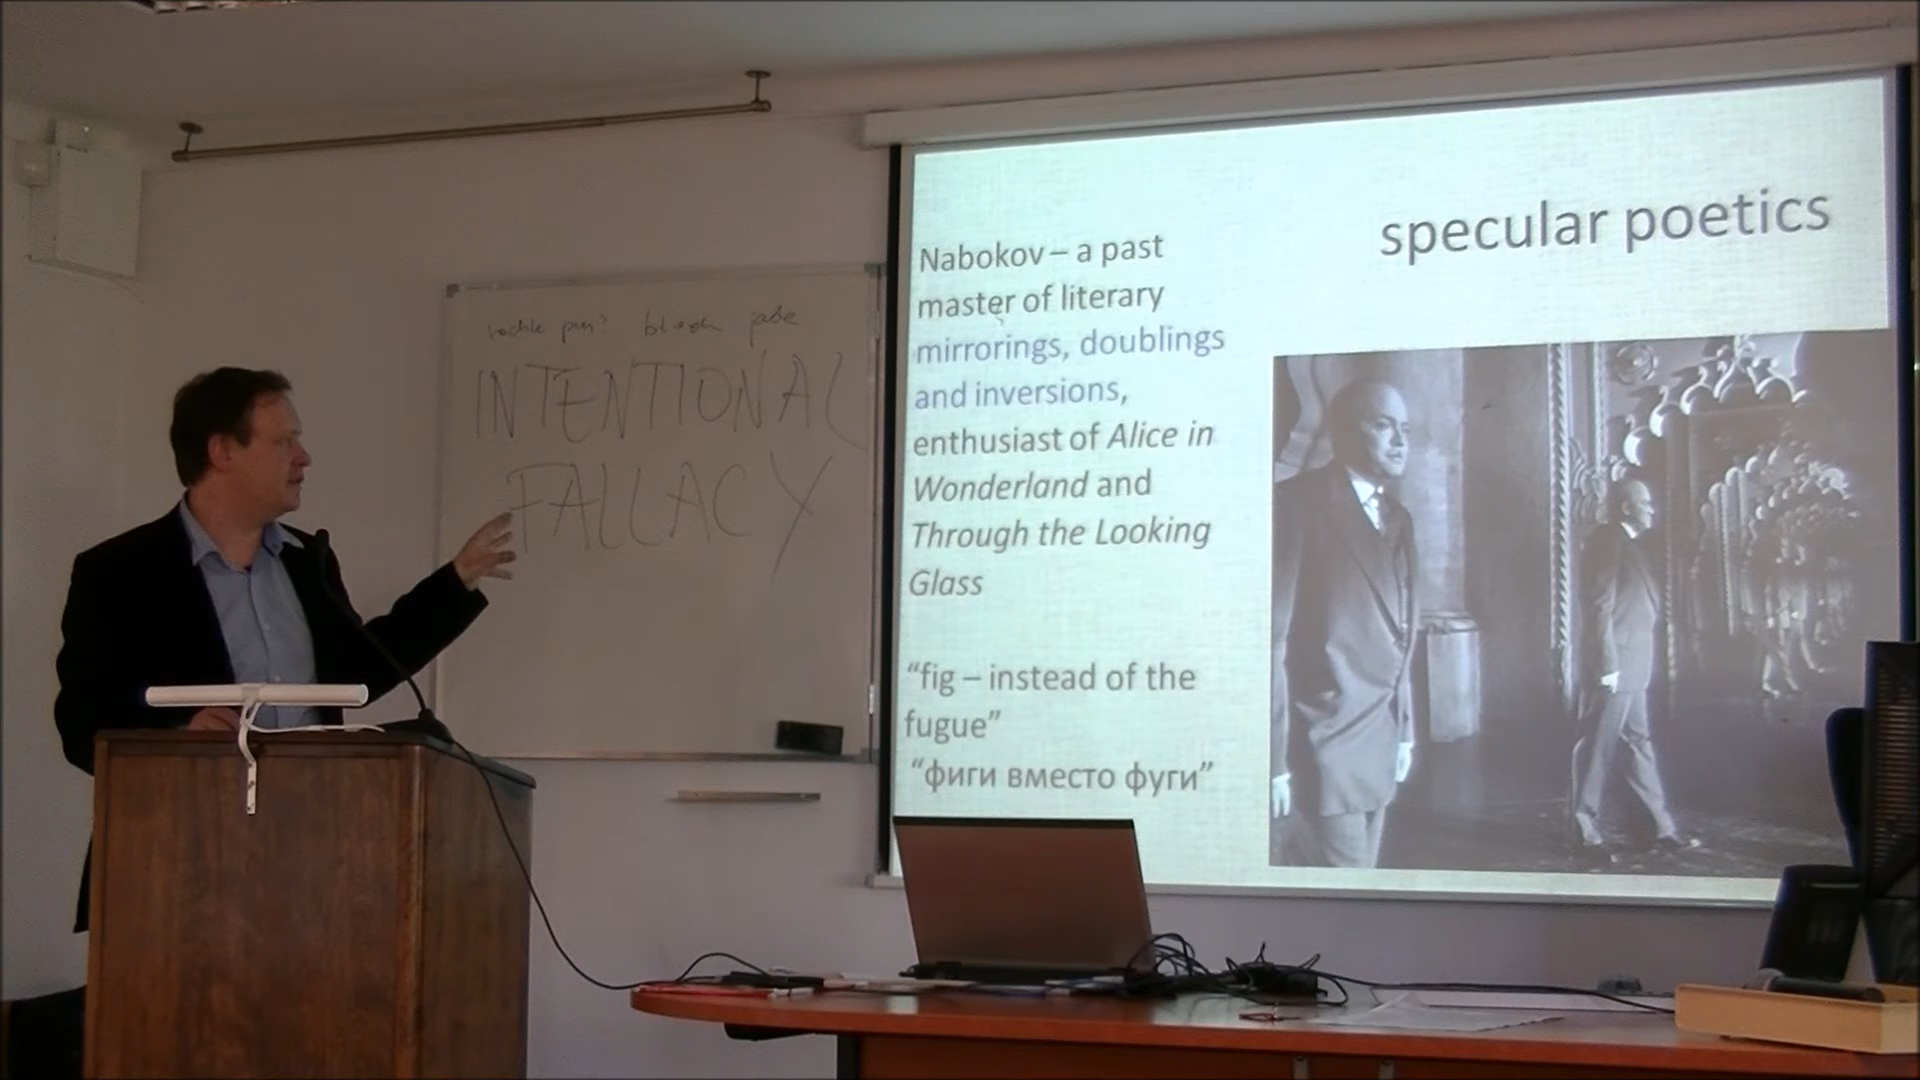 INTENTIONAL
FALLACY
specular poetics
Nabokov – a past
master of literary
mirrorings, doublings
and inversions,
enthusiast of Alice in
Wonderland and
Through the Looking
Glass
“fig – instead of the
fugue”
“фиги вместо фуги”